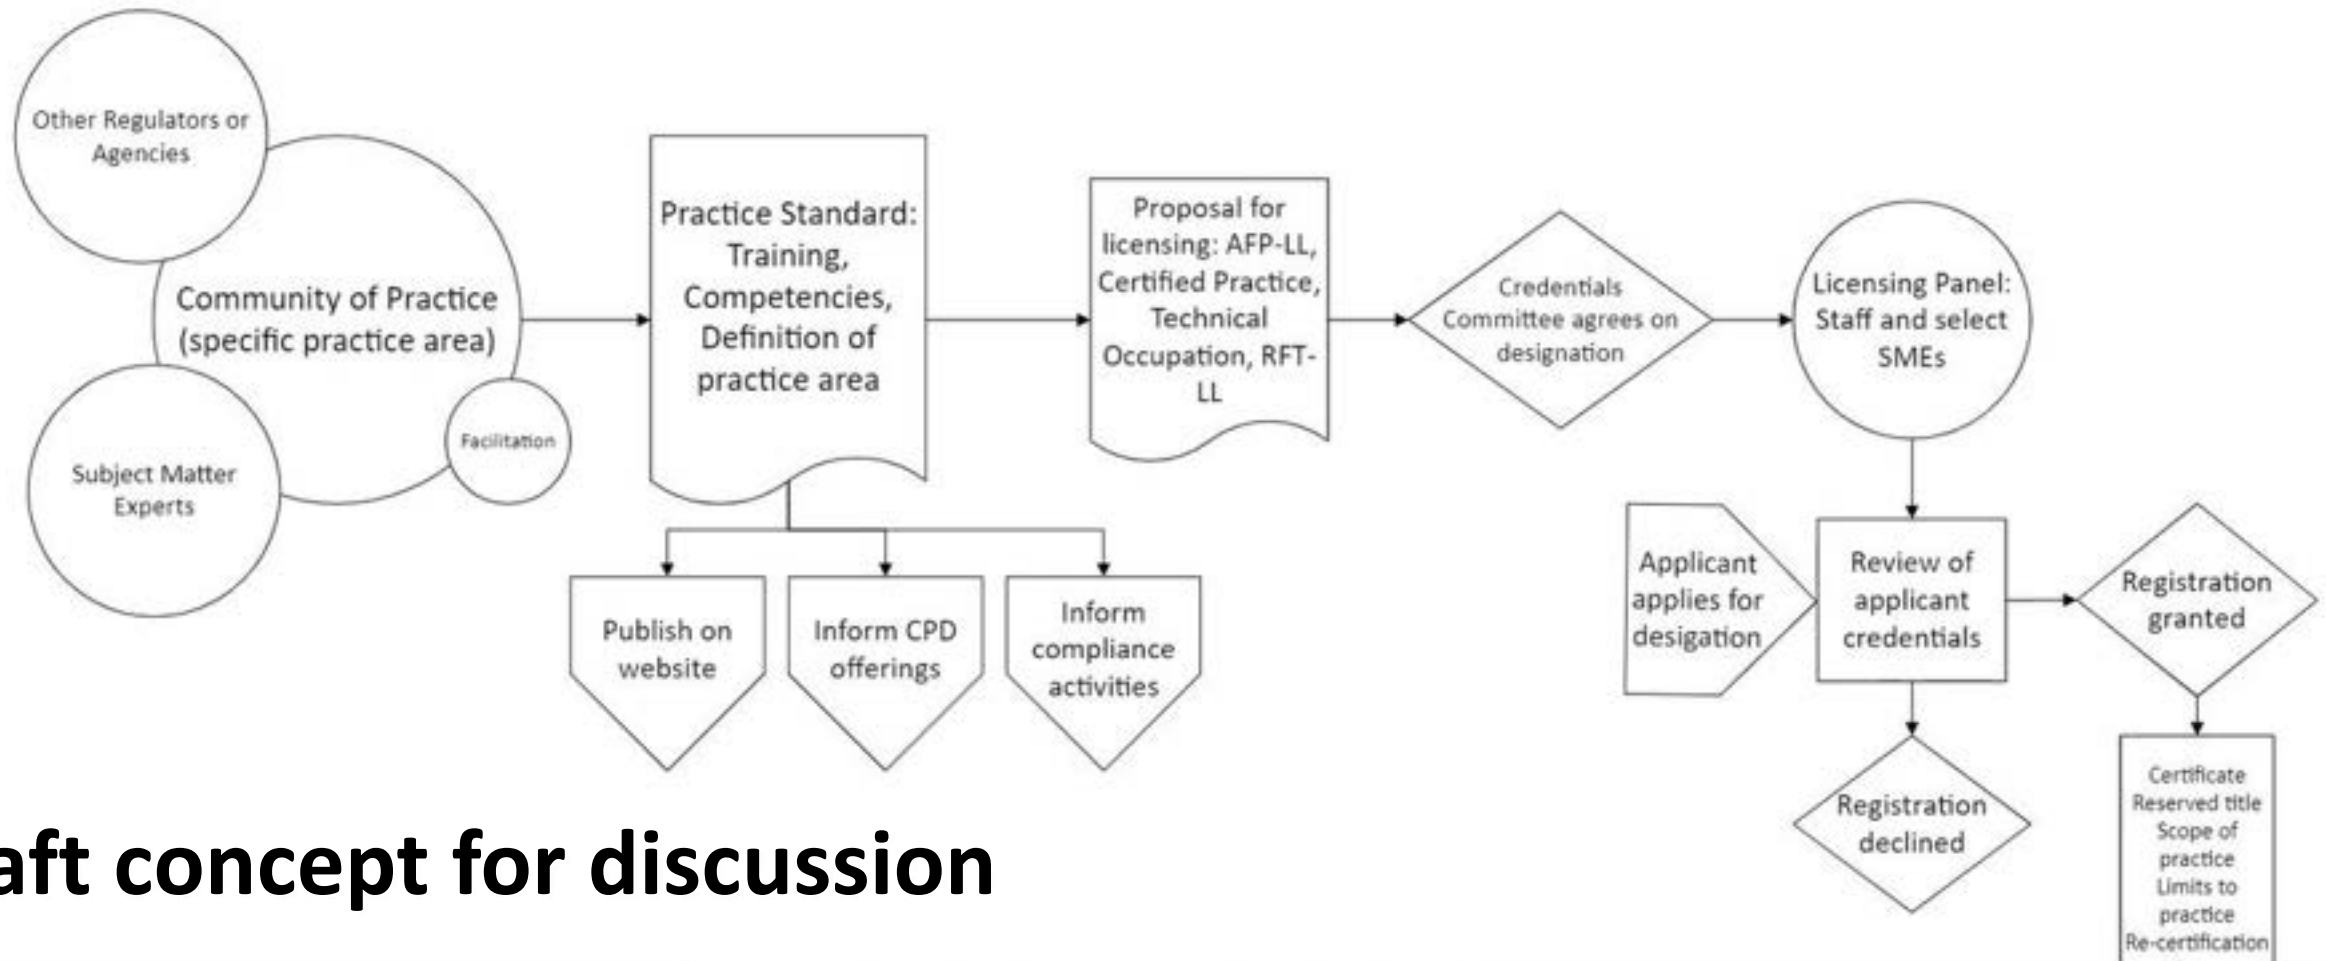 Other Regulators or
Agencies
Community of Practice
(specific practice area)
Subject Matter
Experts
Facilitation
Practice Standard:
Training,
Competencies,
Definition of
practice area
Publish on
website
Inform CPD
offerings
Inform
compliance
activities
Proposal for
licensing: AFP-LL,
Certified Practice,
Technical
Occupation, RFT-
LL
Credentials
Committee agrees on
designation
Licensing Panel:
Staff and select
SMEs
Applicant
applies for
desigation
Review of
applicant
credentials
Registration
granted
Registration
declined
Certificate
Reserved title
Scope of
practice
Limits to
practice
Re-certification
aft concept for discussion